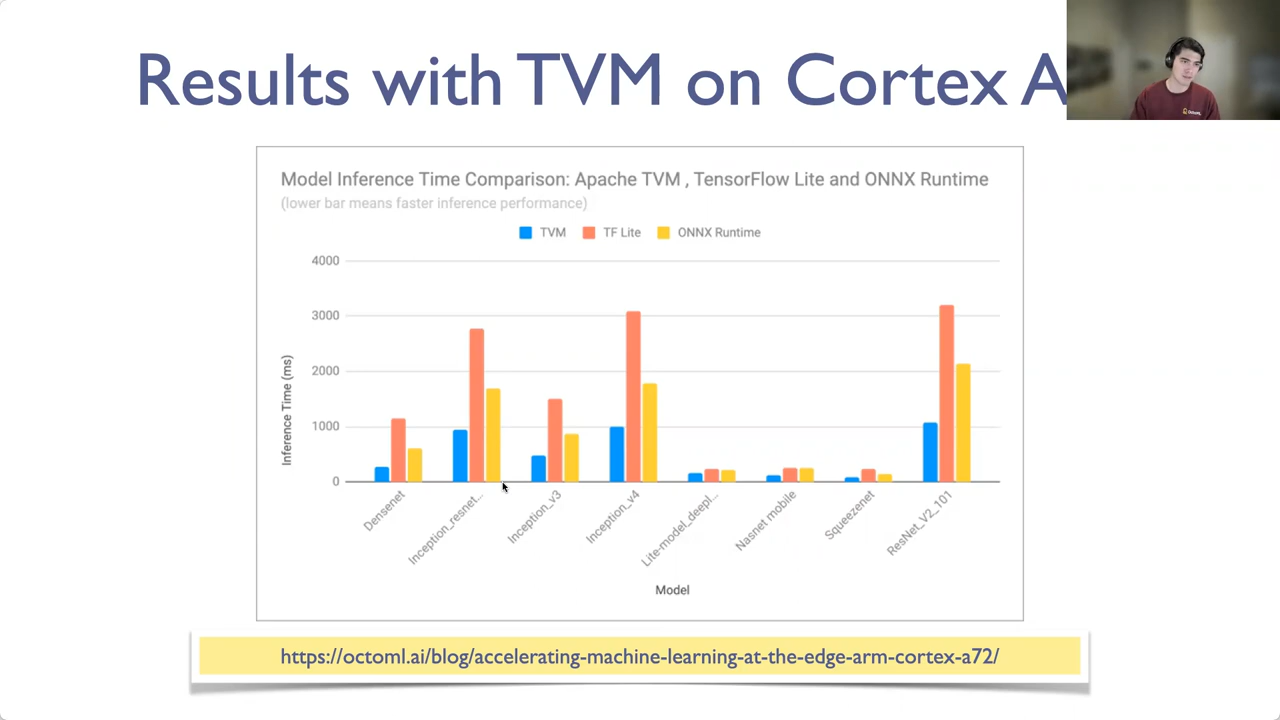 Results with TVM on Cortex A
Model Inference Time Comparison: Apache TVM , TensorFlow Lite and ONNX Runtime
(lower bar means faster inference performance)
TVM TF Lite ONNX Runtime
4000
3000
2000
1000
0
Inference Time (ms)
Densenet
Inception_resnet...
Inception_v3
Inception_v4
Lite-model_deepl...
Nasnet mobile
Squeezenet
ResNet_V2_101
Model
https://octoml.ai/blog/accelerating-machine-learning-at-the-edge-arm-cortex-a72/
OctoML